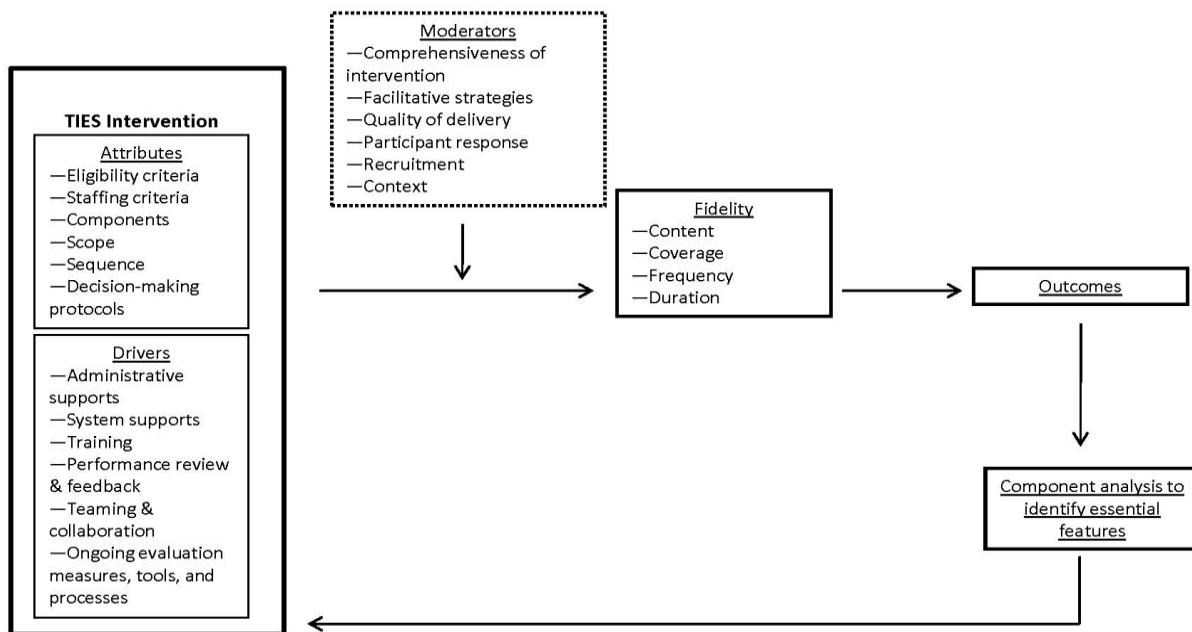 TIES Intervention
Attributes
—Eligibility criteria
—Staffing criteria
—Components
—Scope
—Sequence
—Decision-making
protocols
Drivers
—Administrative
supports
—System supports
—Training
—Performance review
& feedback
—Teaming &
collaboration
—Ongoing evaluation
measures, tools, and
processes
Moderators
—Comprehensiveness of
intervention
—Facilitative strategies
—Quality of delivery
—Participant response
—Recruitment
—Context
Fidelity
—Content
—Coverage
—Frequency
—Duration
Outcomes
Component analysis to
identify essential
features